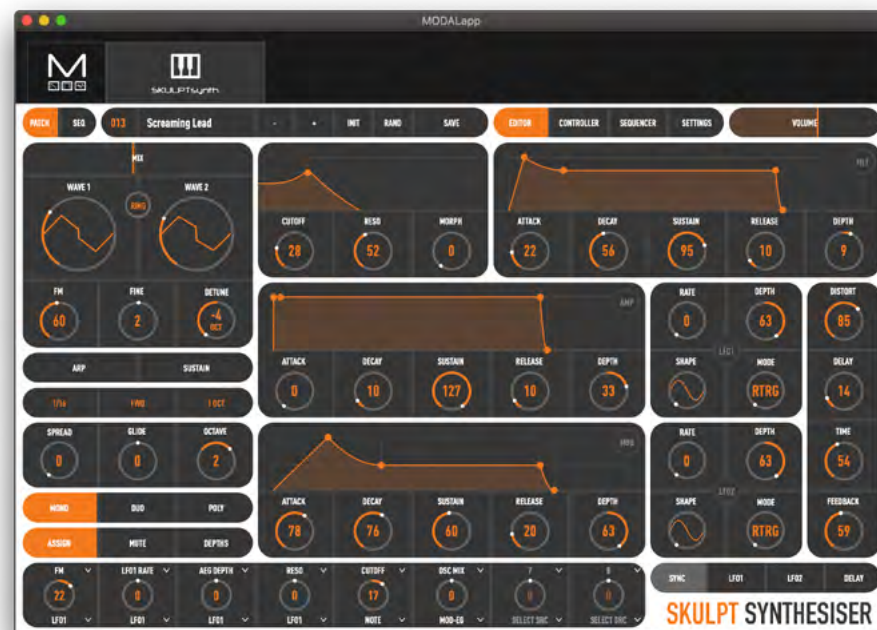 MODALapp
M
SKULPTsynth
PATCH SEQ 013 Screaming Lead - + INIT RAND SAVE EDITOR CONTROLLER SEQUENCER SETTINGS VOLUME
MIX
WAVE 1 RING WAVE 2
FM FINE DETUNE
60 2 -4
OCT
CUTOFF RESO MORPH
28 52 0
FILT
ATTACK DECAY SUSTAIN RELEASE DEPTH
22 56 95 10 9
AMP
ATTACK DECAY SUSTAIN RELEASE DEPTH
0 10 127 10 33
RATE DEPTH
0 63
LFO1
SHAPE MODE
RTRG
DISTORT
85
DELAY
14
TIME
54
FEEDBACK
59
ARP SUSTAIN
1/16 FWD 1 OCT
SPREAD GLIDE OCTAVE
0 0 2
MONO DUO POLY
ASSIGN MUTE DEPTHS
ATTACK DECAY SUSTAIN RELEASE DEPTH
78 76 60 20 63
RATE DEPTH
0 63
LFO2
SHAPE MODE
RTRG
FM LFO1 RATE AEG DEPTH RESO CUTOFF OSC MIX 7 8
22 0 0 0 17 0 0 0
LFO1 LFO1 LFO1 LFO1 NOTE MOD-EG SELECT SRC SELECT SRC
SYNC LFO1 LFO2 DELAY
SKULPT SYNTHESISER